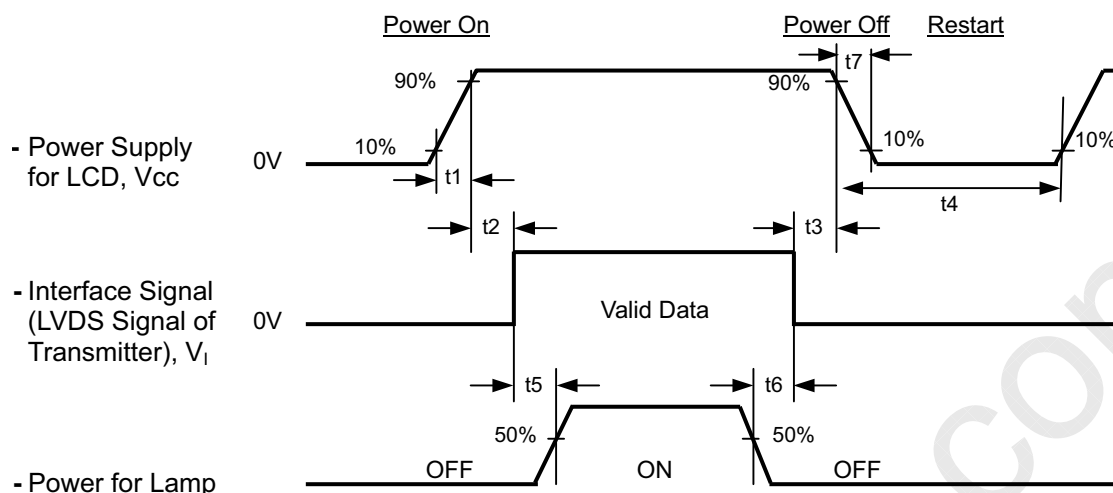 Power On
Power Off Restart
t7
90% 90%
10% 10% 10%
- Power Supply
for LCD, Vcc
0V
t1
t4
t2 t3
- Interface Signal
(LVDS Signal of
Transmitter), VI
0V
Valid Data
t5 t6
50% 50%
OFF ON OFF
- Power for Lamp